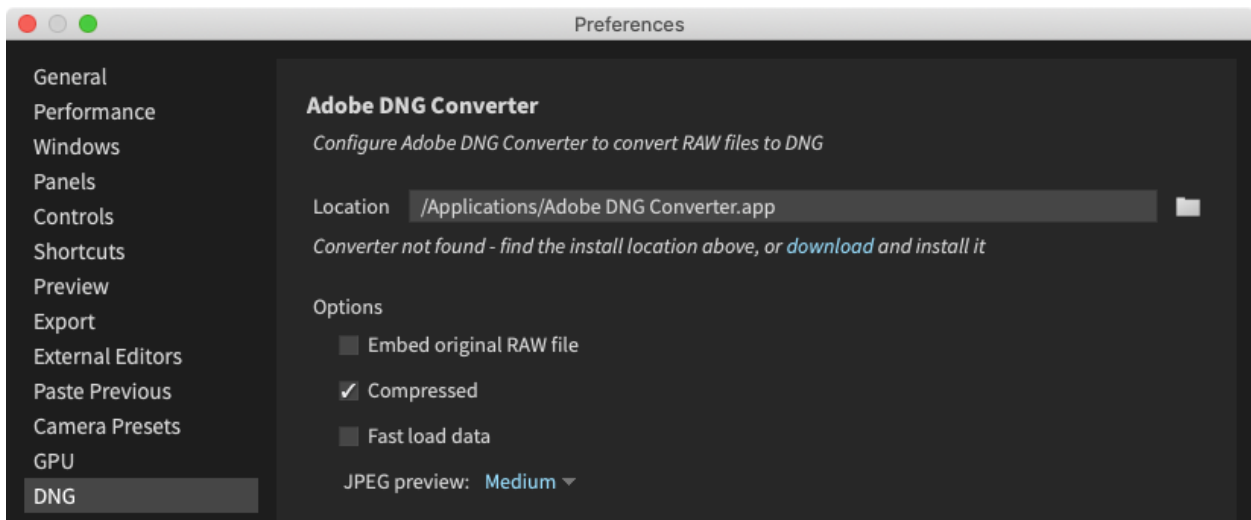 Preferences
General
Performance
Windows
Panels
Controls
Shortcuts
Preview
Export
External Editors
Paste Previous
Camera Presets
GPU
DNG
Adobe DNG Converter
Configure Adobe DNG Converter to convert RAW files to DNG
Location /Applications/Adobe DNG Converter.app
Converter not found - find the install location above, or download and install it
Options
Embed original RAW file
Compressed
Fast load data
JPEG preview: Medium